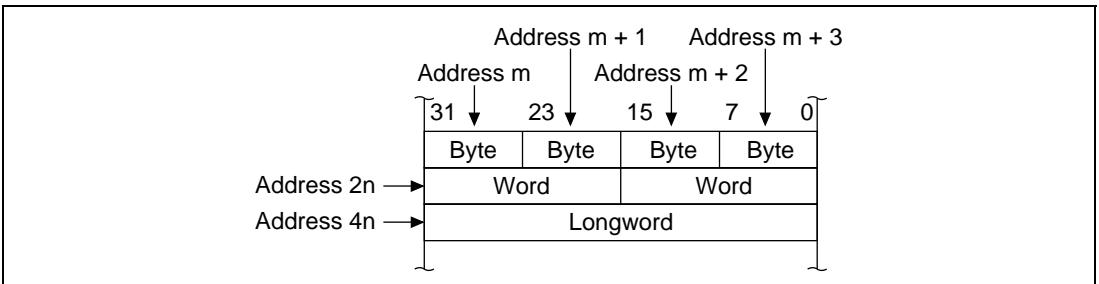 Address m + 1 Address m + 3
Address m Address m + 2
31 23 15 7 0
Byte Byte Byte Byte
Address 2n Word Word
Address 4n Longword